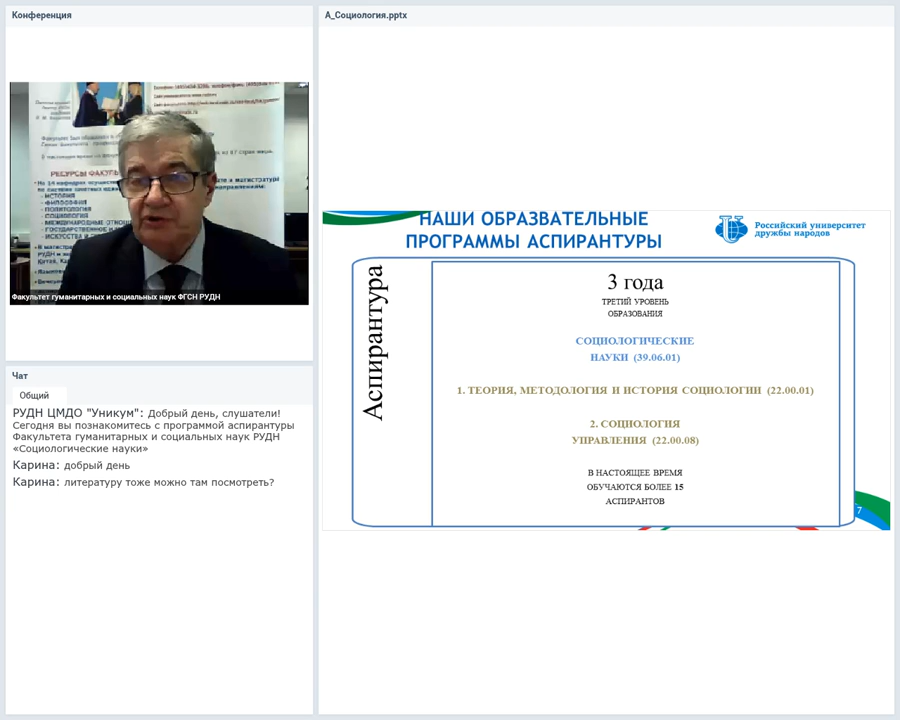 Конференция
Факультет гуманитарных и социальных наук ФГСН РУДН
РЕСУРСЫ ФАКУЛЬ
ИСТОРИЯ
ФИЛОСОФИЯ
ПОЛИТОЛОГИЯ
СОЦИОЛОГИЯ
Чат
Общий
РУДН ЦМДО "Уникум": Добрый день, слушатели!
Сегодня вы познакомитесь с программой аспирантуры
Факультета гуманитарных и социальных наук РУДН
«Социологические науки»
Карина: добрый день
Карина: литературу тоже можно там посмотреть?
A_Социология.pptx
НАШИ ОБРАЗВАТЕЛЬНЫЕ
ПРОГРАММЫ АСПИРАНТУРЫ
Российский университет
дружбы народов
Аспирантура
3 года
ТРЕТИЙ УРОВЕНЬ
ОБРАЗОВАНИЯ
СОЦИОЛОГИЧЕСКИЕ
НАУКИ (39.06.01)
1. ТЕОРИЯ, МЕТОДОЛОГИЯ И ИСТОРИЯ СОЦИОЛОГИИ (22.00.01)
2. СОЦИОЛОГИЯ
УПРАВЛЕНИЯ (22.00.08)
В НАСТОЯЩЕЕ ВРЕМЯ
ОБУЧАЮТСЯ БОЛЕЕ 15
АСПИРАНТОВ
7